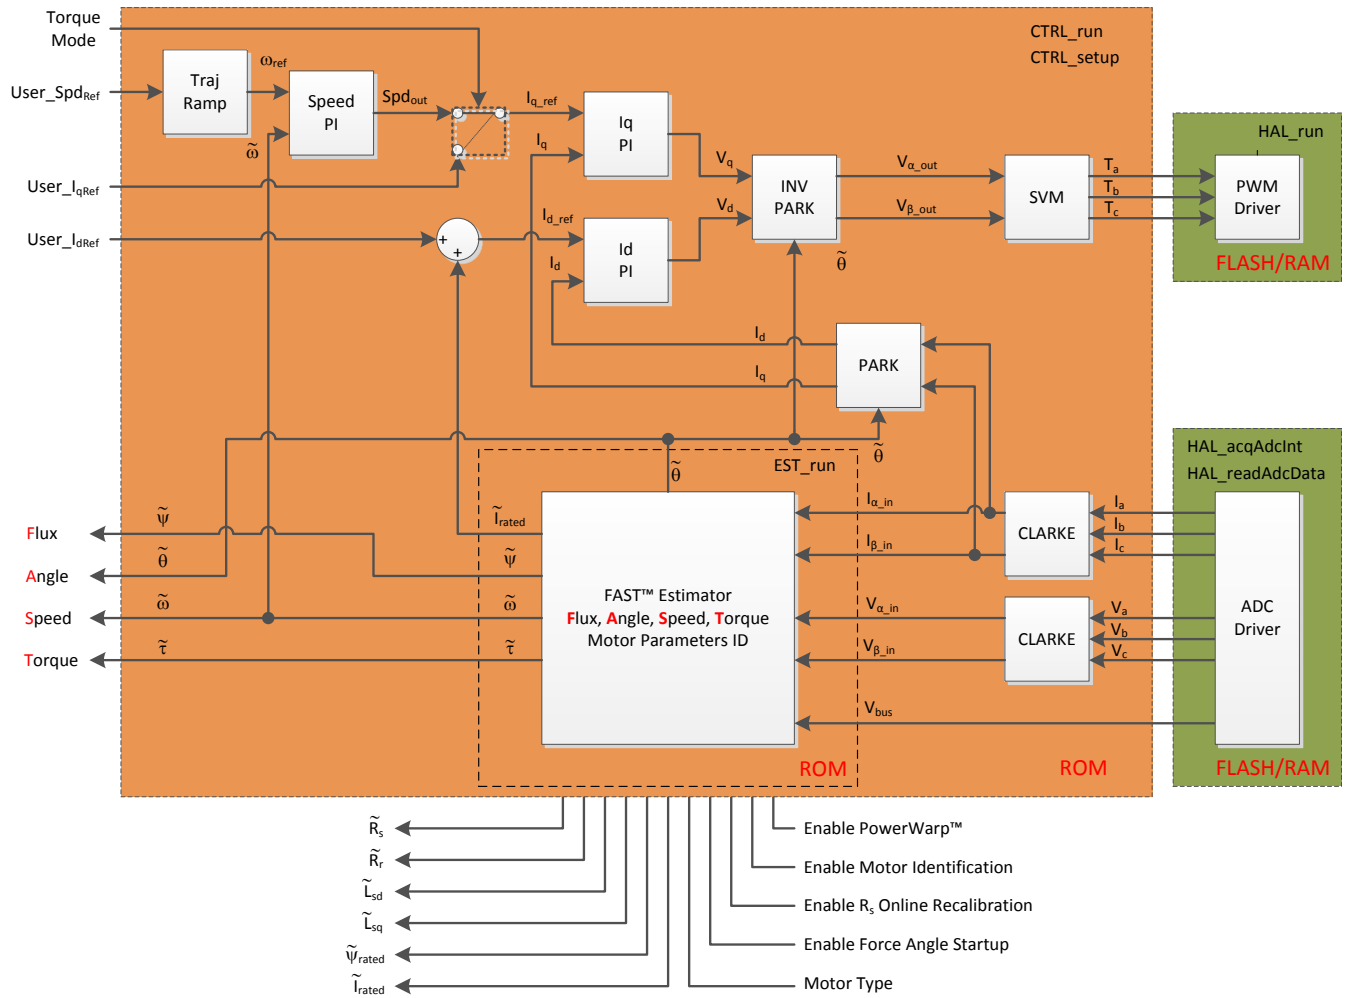 Torque
Mode
CTRL_run
CTRL_setup
User_SpdRef
Traj
Ramp
ωref
Speed
PI
Spdout
Iq_ref
Iq
PI
Iq
ω̃
User_IqRef
Vq
INV
PARK
Vα_out
Vβ_out
SVM
Ta
Tb
Tc
HAL_run
PWM
Driver
FLASH/RAM
User_IdRef
+
+
Id_ref
Id
Id
PI
Vd
θ̃
Id
Iq
PARK
θ̃
θ̃
EST_run
Ĩrated
ψ̃
ω̃
τ̃
FAST™ Estimator
Flux, Angle, Speed, Torque
Motor Parameters ID
ROM
Iα_in
Iβ_in
Vα_in
Vβ_in
Vbus
CLARKE
CLARKE
ROM
Ia
Ib
Ic
Va
Vb
Vc
HAL_acqAdcInt
HAL_readAdcData
ADC
Driver
FLASH/RAM
Flux
ψ̃
Angle
θ̃
Speed
ω̃
Torque
τ̃
R̃s
R̃r
L̃sd
L̃sq
ψ̃rated
Ĩrated
Enable PowerWarp™
Enable Motor Identification
Enable Rs Online Recalibration
Enable Force Angle Startup
Motor Type